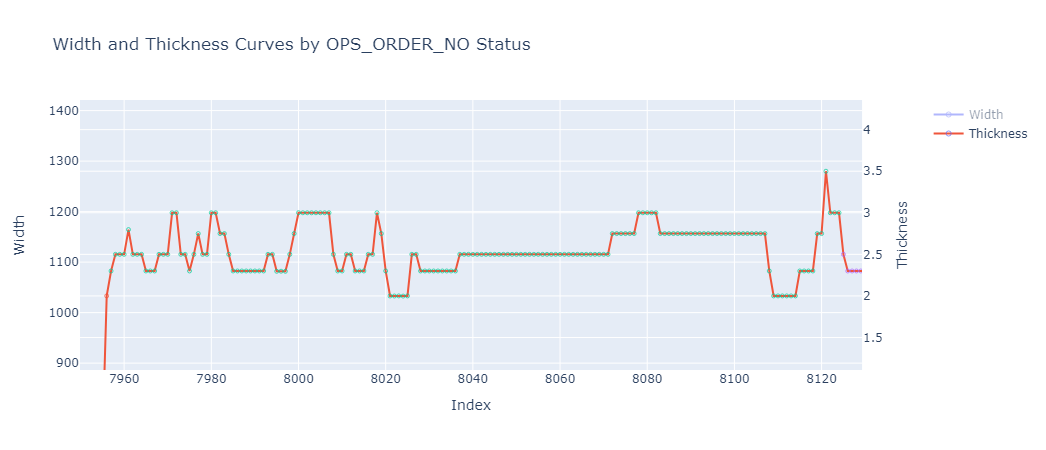 Width and Thickness Curves by OPS_ORDER_NO Status
Width
Thickness
1400
1300
1200
1100
1000
900
Width
4
3.5
3
2.5
2
1.5
Thickness
7960 7980 8000 8020 8040 8060 8080 8100 8120
Index